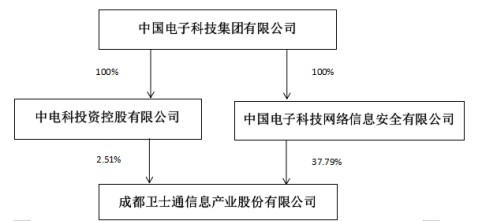 中国电子科技集团有限公司
100%
100%
中电科投资控股有限公司
中国电子科技网络信息安全有限公司
2.51%
37.79%
成都卫士通信息产业股份有限公司